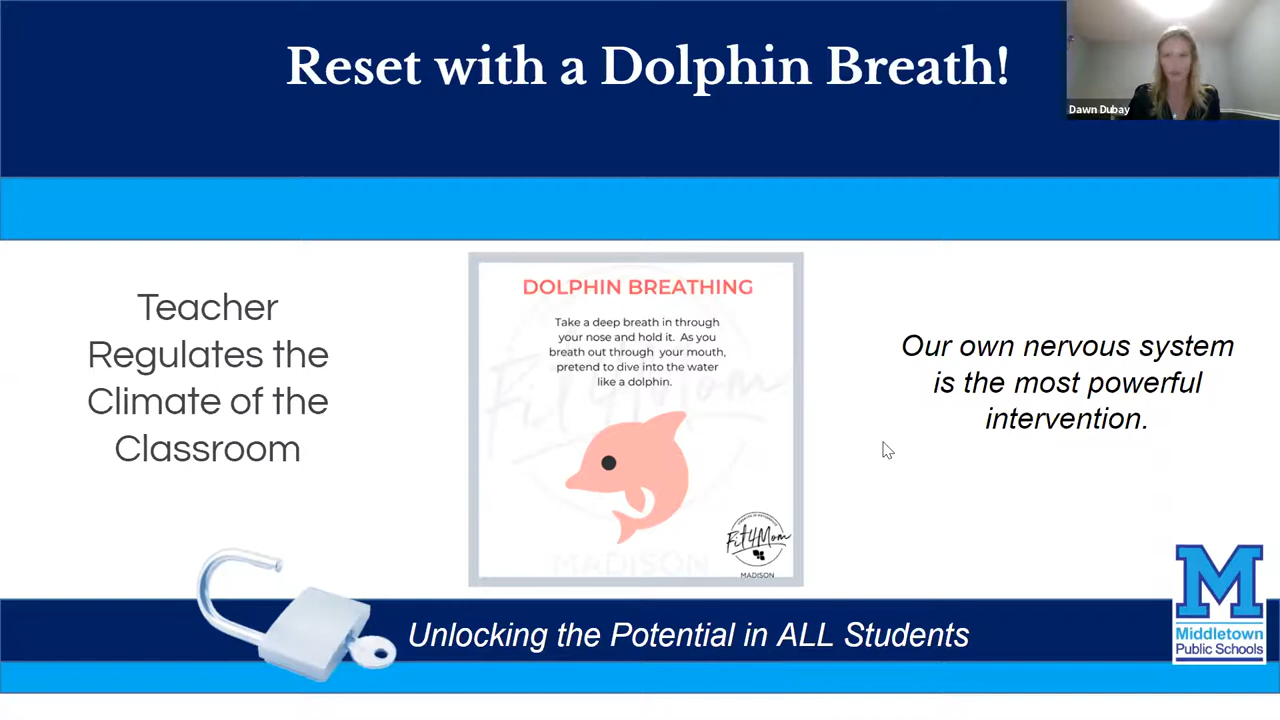 Reset with a Dolphin Breath!
Dawn Dubay
Teacher
Regulates the
Climate of the
Classroom
DOLPHIN BREATHING
Take a deep breath in through
your nose and hold it. As you
breath out through your mouth,
pretend to dive into the water
like a dolphin.
Fit4Mom
MADISON
Fit4Mom
MADISON
Our own nervous system
is the most powerful
intervention.
Unlocking the Potential in ALL Students
M
Middletown
Public Schools